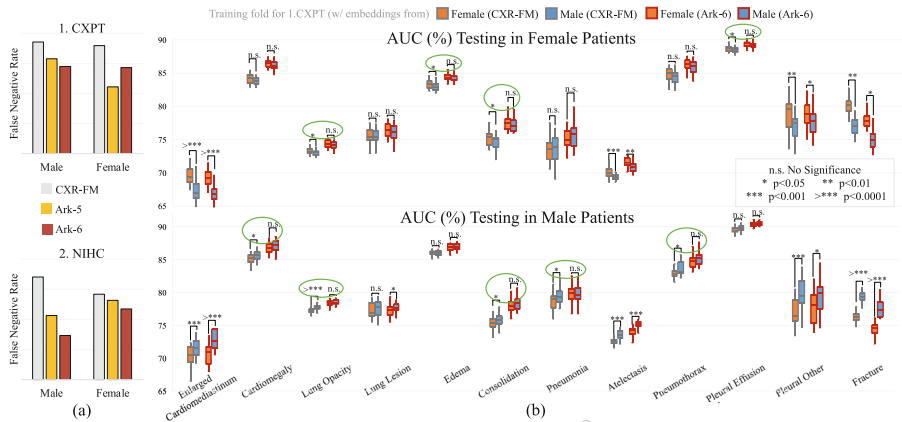 (a)
1. CXPT
False Negative Rate
Male Female
CXR-FM
Ark-5
Ark-6
2. NIHC
False Negative Rate
Male Female
(a)
Training fold for 1.CXPT (w/ embeddings from) Female (CXR-FM) Male (CXR-FM) Female (Ark-6) Male (Ark-6)
AUC (%) Testing in Female Patients
90
85
80
75
70
65
>*** >***
n.s. n.s.
* n.s.
n.s. n.s.
* n.s.
* n.s.
n.s. n.s.
*** **
n.s. n.s.
* n.s.
** *
** *
n.s. No Significance
* p<0.05 ** p<0.01
*** p<0.001 >*** p<0.0001
AUC (%) Testing in Male Patients
90
85
80
75
70
65
*** >***
* n.s.
>*** n.s.
n.s. *
n.s. n.s.
* n.s.
* n.s.
*** ***
* n.s.
n.s. n.s.
*** *
>*** >***
Enlarged
Cardiomediastinum
Cardiomegaly
Lung Opacity
Lung Lesion
Edema
Consolidation
Pneumonia
Atelectasis
Pneumothorax
Pleural Effusion
Pleural Other
Fracture
(b)